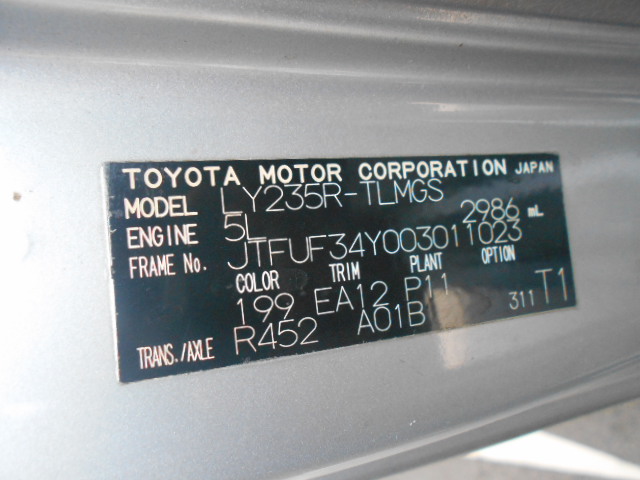 TOYOTA MOTOR CORPORATION JAPAN
MODEL LY235R-TLMGS
ENGINE 5L 2986 mL
FRAME No. JTFUF34Y003011023
COLOR TRIM PLANT OPTION
199 EA12 P11
TRANS./AXLE R452 A01B 311 T1